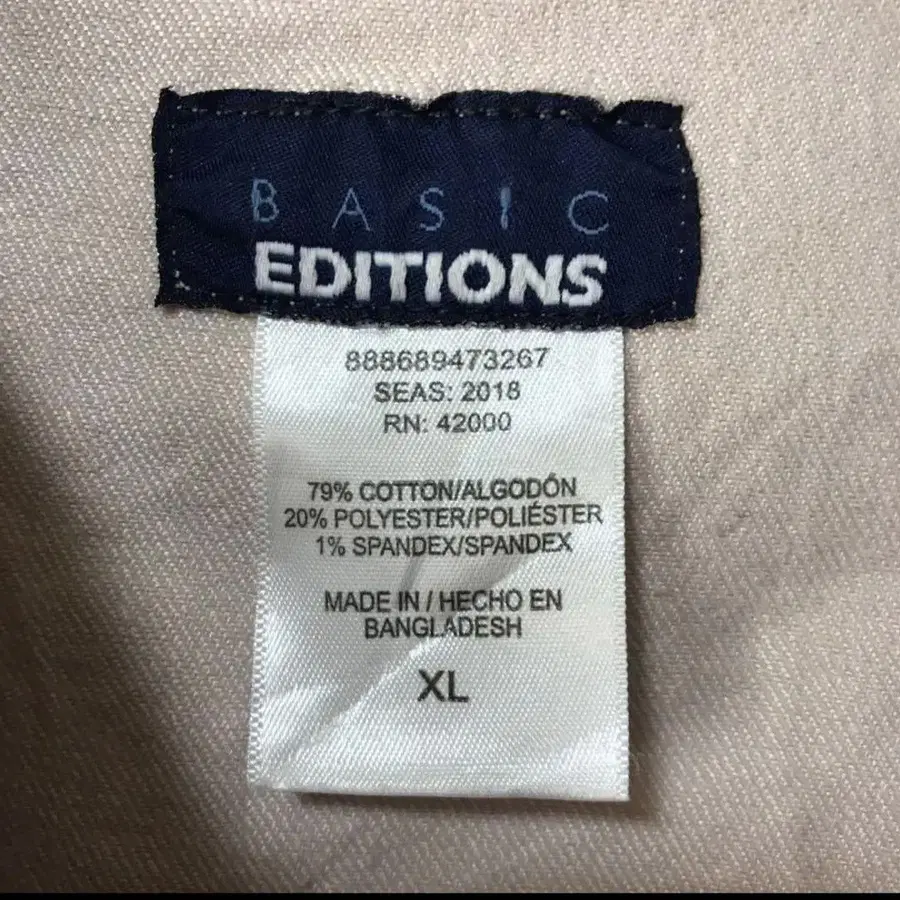 BASIC
EDITIONS
888689473267
SEAS: 2018
RN: 42000
79% COTTON/ALGODÓN
20% POLYESTER/POLIÉSTER
1% SPANDEX/SPANDEX
MADE IN / HECHO EN
BANGLADESH
XL